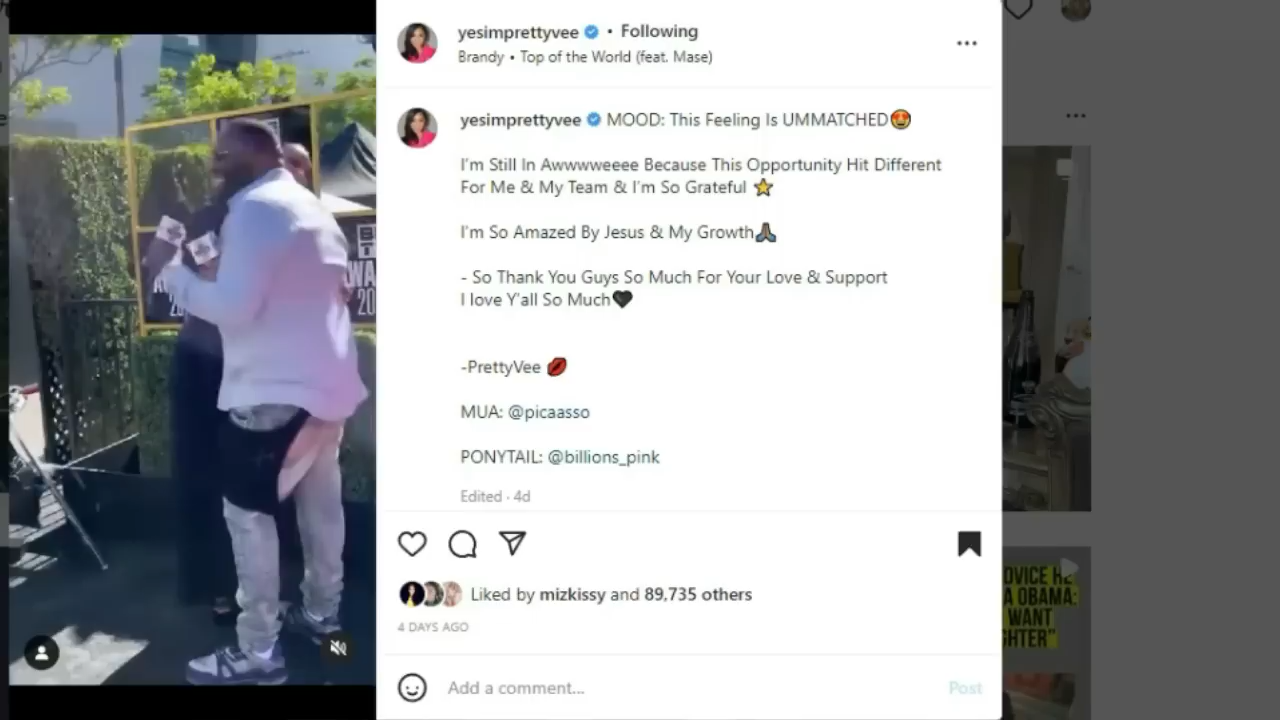 yesimprettyvee • Following
Brandy • Top of the World (feat. Mase)
yesimprettyvee MOOD: This Feeling Is UMMATCHED😍
I'm Still In Awwwweeee Because This Opportunity Hit Different
For Me & My Team & I'm So Grateful ⭐
I'm So Amazed By Jesus & My Growth🙏🏾
- So Thank You Guys So Much For Your Love & Support
I love Y'all So Much🖤
-PrettyVee 💋
MUA: @picaasso
PONYTAIL: @billions_pink
Edited · 4d
Liked by mizkissy and 89,735 others
4 DAYS AGO
Add a comment... Post
OBAMA:
WANT